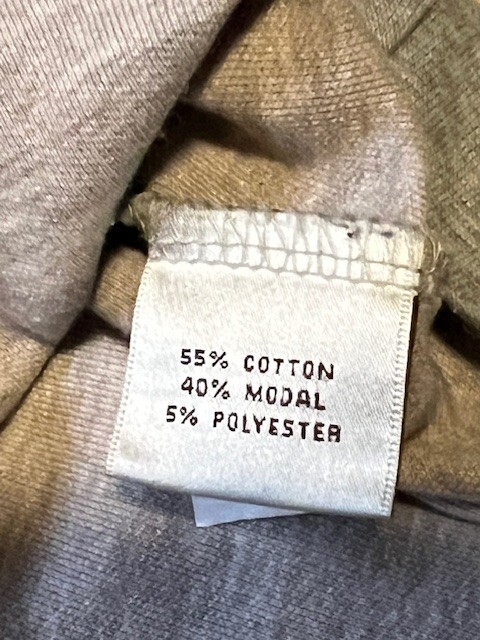 55% COTTON
40% MODAL
5% POLYESTER